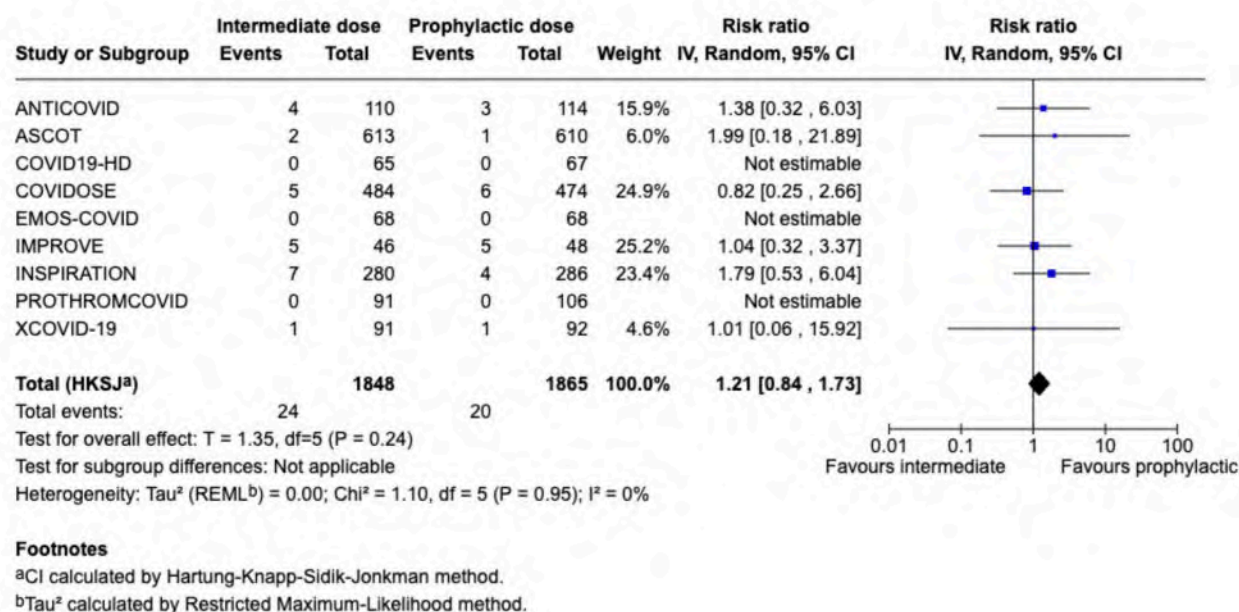 Intermediate dose Prophylactic dose Risk ratio Risk ratio
Study or Subgroup Events Total Events Total Weight IV, Random, 95% CI IV, Random, 95% CI
ANTICOVID 4 110 3 114 15.9% 1.38 [0.32 , 6.03]
ASCOT 2 613 1 610 6.0% 1.99 [0.18 , 21.89]
COVID19-HD 0 65 0 67 Not estimable
COVIDOSE 5 484 6 474 24.9% 0.82 [0.25 , 2.66]
EMOS-COVID 0 68 0 68 Not estimable
IMPROVE 5 46 5 48 25.2% 1.04 [0.32 , 3.37]
INSPIRATION 7 280 4 286 23.4% 1.79 [0.53 , 6.04]
PROTHROMCOVID 0 91 0 106 Not estimable
XCOVID-19 1 91 1 92 4.6% 1.01 [0.06 , 15.92]
Total (HKSJᵃ) 1848 1865 100.0% 1.21 [0.84 , 1.73]
Total events: 24 20
Test for overall effect: T = 1.35, df=5 (P = 0.24)
Test for subgroup differences: Not applicable
Heterogeneity: Tau² (REMLᵇ) = 0.00; Chi² = 1.10, df = 5 (P = 0.95); I² = 0%
0.01 0.1 1 10 100
Favours intermediate Favours prophylactic
Footnotes
ᵃCI calculated by Hartung-Knapp-Sidik-Jonkman method.
ᵇTau² calculated by Restricted Maximum-Likelihood method.